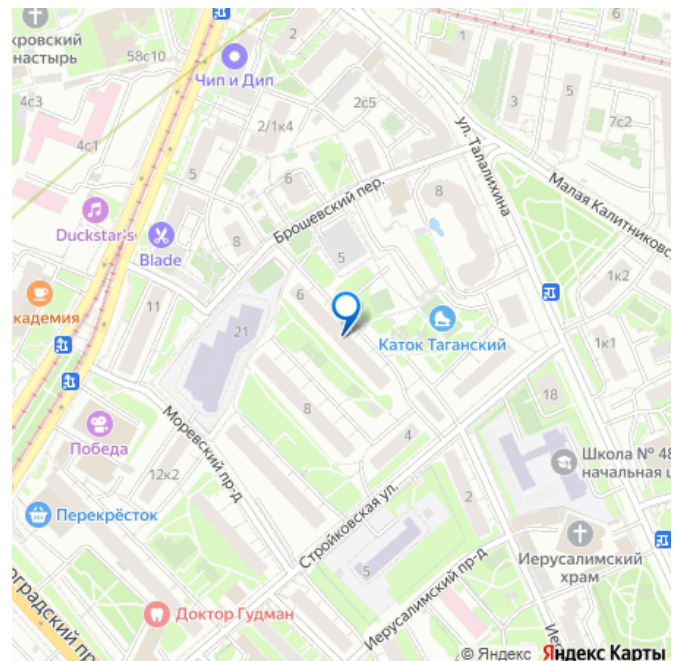 кровский
настырь
58с10
2
Чип и Дип
1
4с3
2с5
3
5
7с2
2/1к4
4с1
ул. Талалихина
5
6
Брошевский пер.
8
Малая Калитниковс
Duckstar's
Blade
8
5
1к2
кадемия
11
6
21
Каток Таганский
1к1
18
Победа
Моревский пр-д
8
4
12к2
Школа № 48
начальная ш
Перекрёсток
2
Стройковская ул.
Иерусалимский
храм
5
Иерусалимский пр-д
оградский пр
Доктор Гудман
Иер
© Яндекс Яндекс Карты